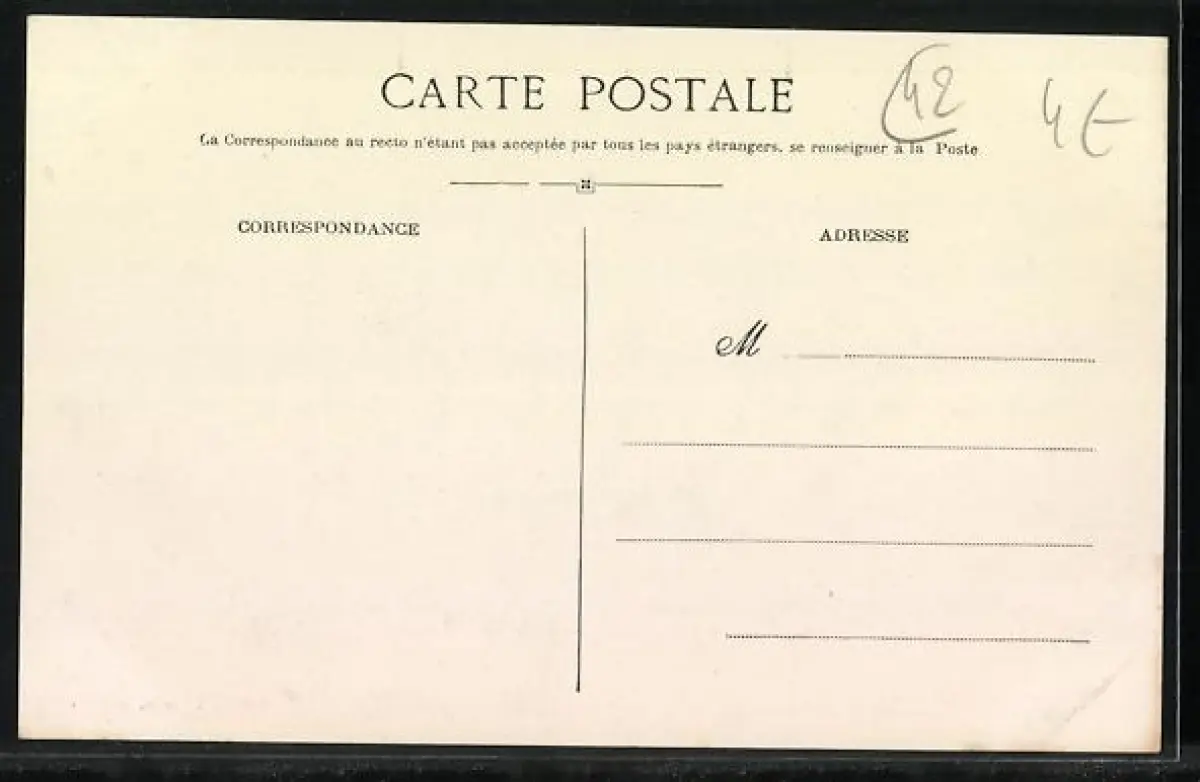 CARTE POSTALE
42
4€
La Correspondance au recto n'étant pas acceptée par tous les pays étrangers, se renseigner à la Poste
CORRESPONDANCE
ADRESSE
M